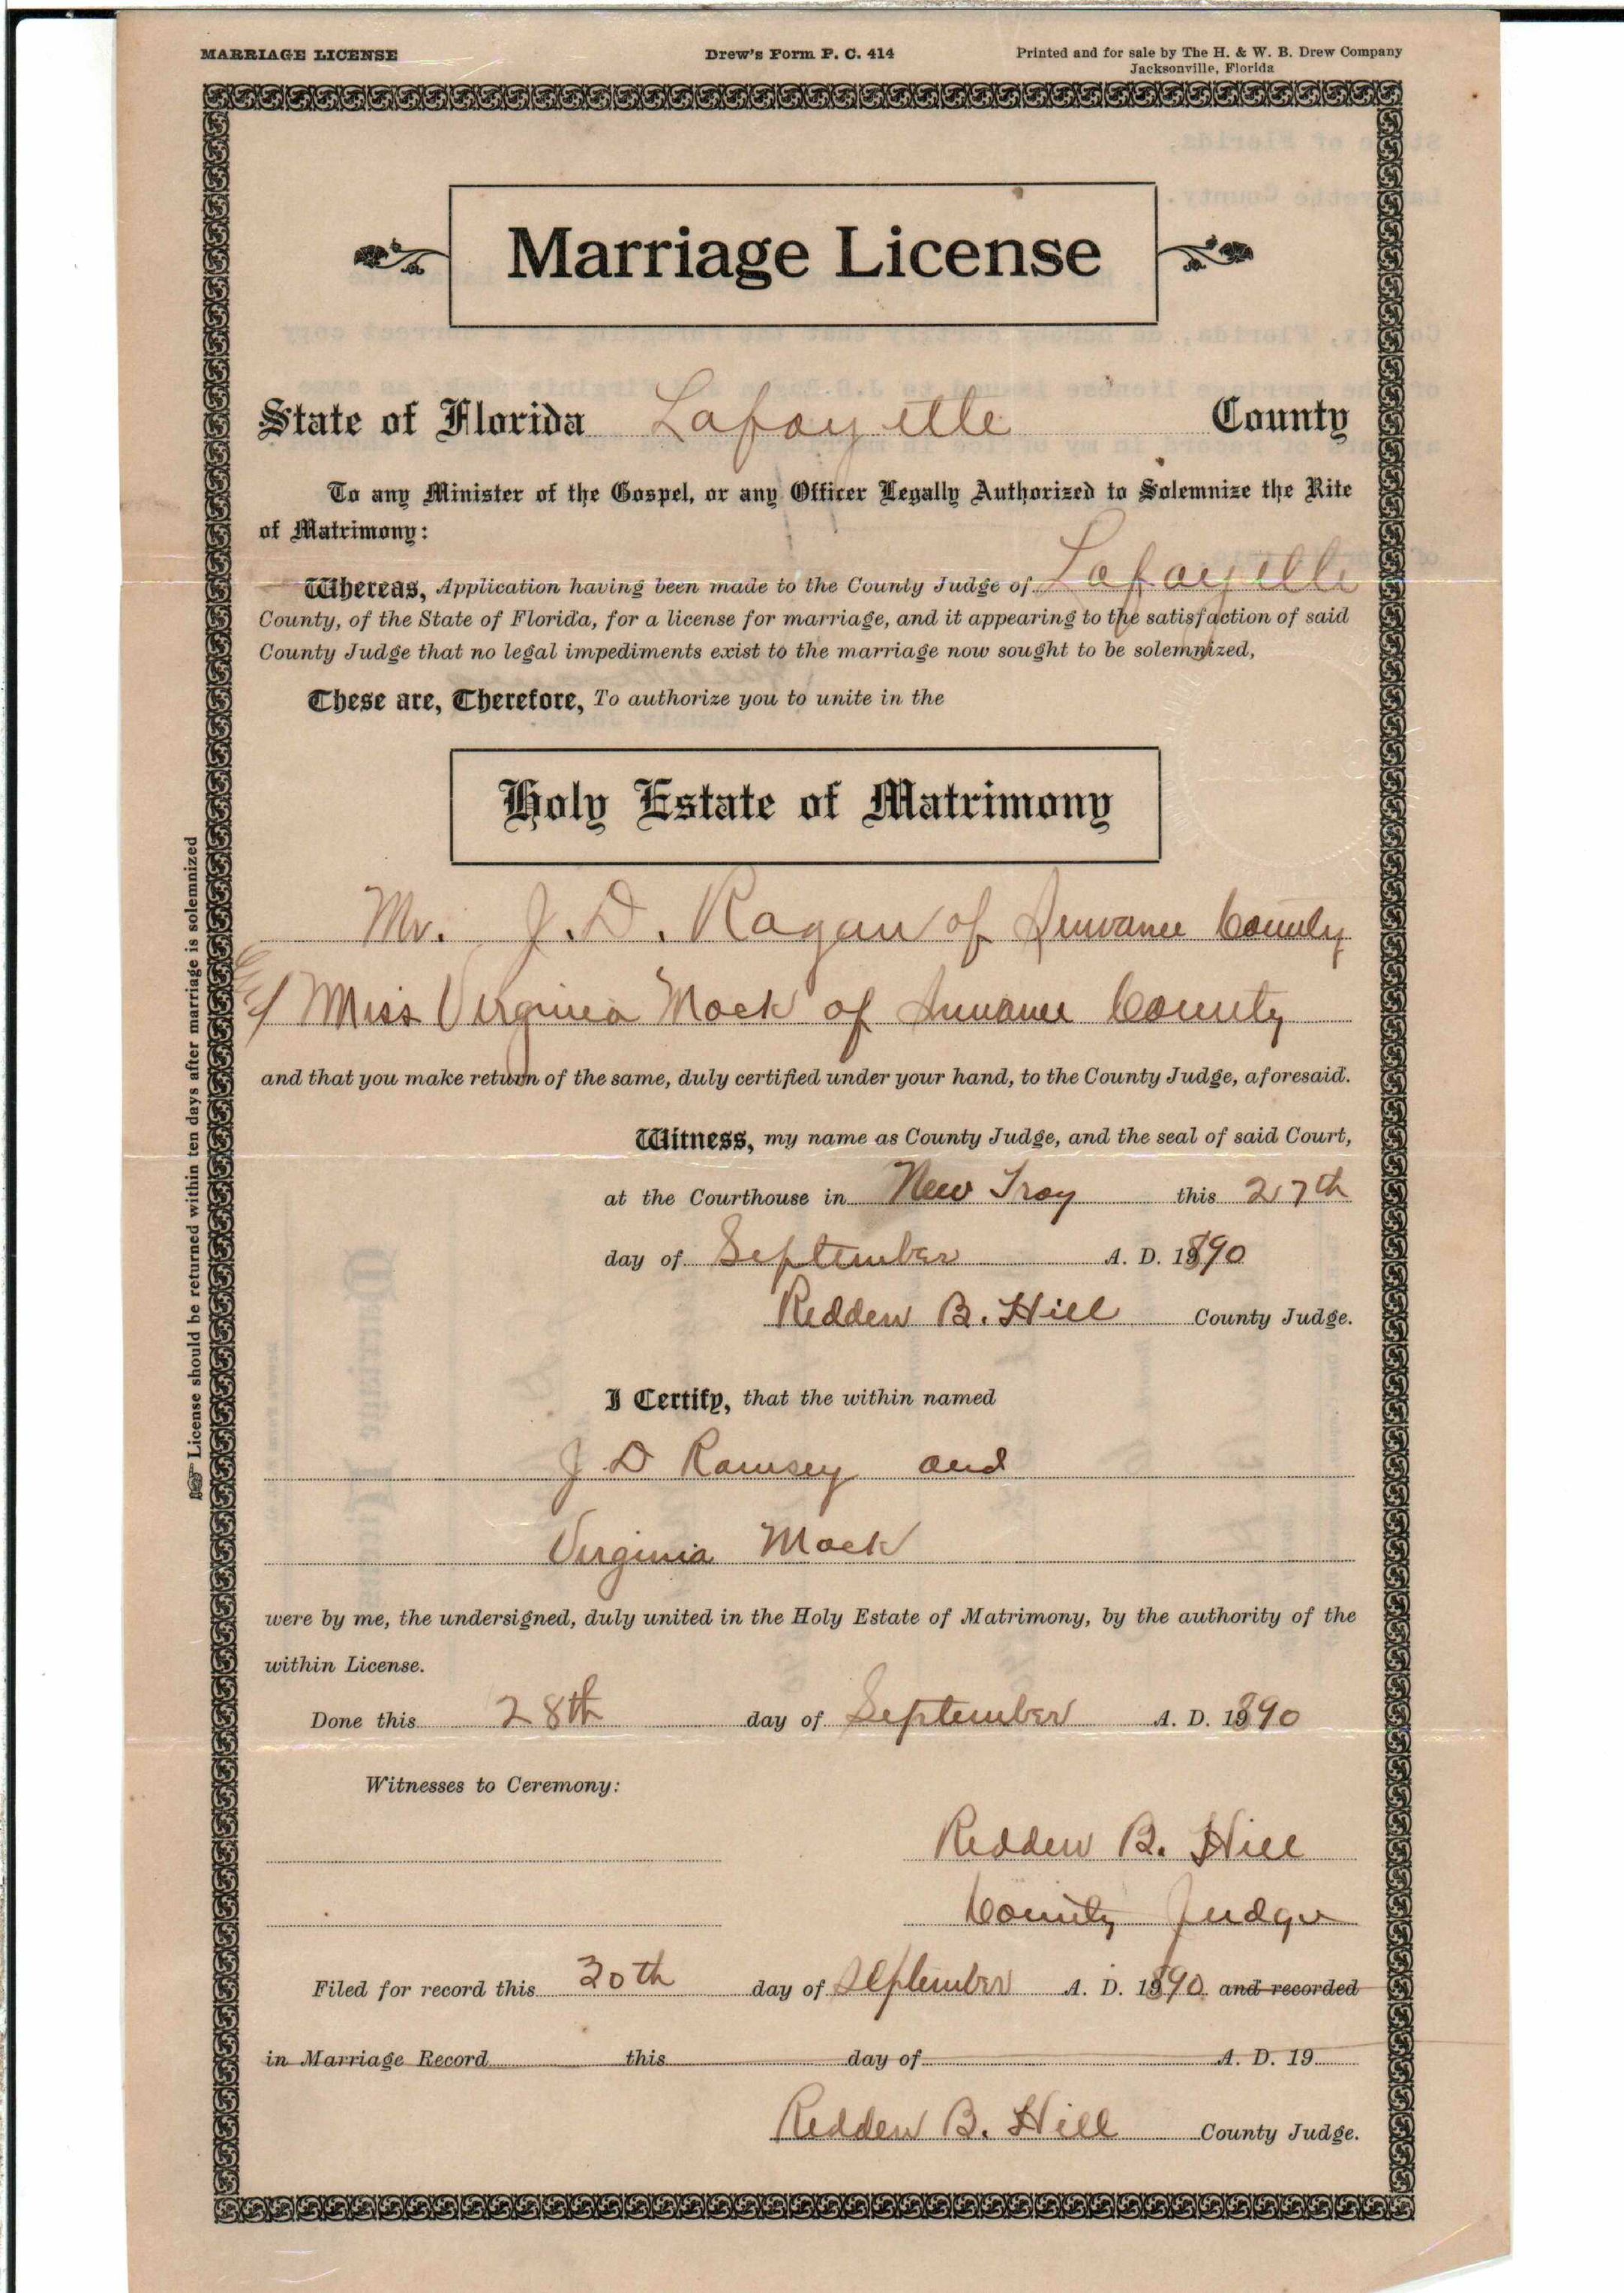 MARRIAGE LICENSE Drew's Form P. C. 414 Printed and for sale by The H. & W. B. Drew Company
Jacksonville, Florida
Marriage License
State of Florida Lafayette County
To any Minister of the Gospel, or any Officer Legally Authorized to Solemnize the Rite
of Matrimony:
Whereas, Application having been made to the County Judge of Lafayette
County, of the State of Florida, for a license for marriage, and it appearing to the satisfaction of said
County Judge that no legal impediments exist to the marriage now sought to be solemnized,
These are, Therefore, To authorize you to unite in the
Holy Estate of Matrimony
Mr. J. D. Ragan of Suwanee County
Miss Virginia Mock of Suwanee County
and that you make return of the same, duly certified under your hand, to the County Judge, aforesaid.
Witness, my name as County Judge, and the seal of said Court,
at the Courthouse in New Troy this 27th
day of September A. D. 1890
Redden B. Hill County Judge.
I Certify, that the within named
J D Ramsey and
Virginia Mock
were by me, the undersigned, duly united in the Holy Estate of Matrimony, by the authority of the
within License.
Done this 28th day of September A. D. 1890
Witnesses to Ceremony:
Redden B. Hill
County Judge
Filed for record this 30th day of September A. D. 1890 and recorded
in Marriage Record this day of A. D. 19
Redden B. Hill County Judge.
License should be returned within ten days after marriage is solemnized